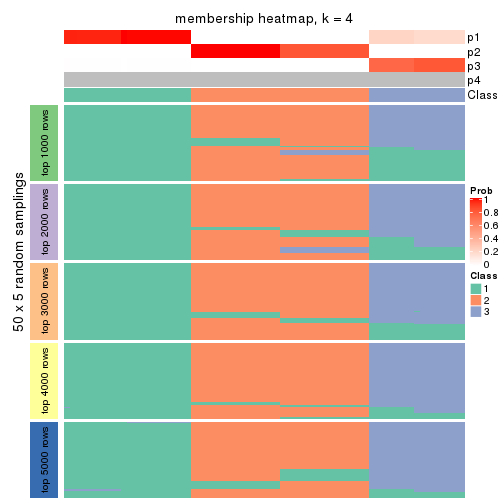 membership heatmap, k = 4
p1
p2
p3
p4
Class
50 x 5 random samplings
top 1000 rows
top 2000 rows
top 3000 rows
top 4000 rows
top 5000 rows
Prob
1
0.8
0.6
0.4
0.2
0
Class
1
2
3